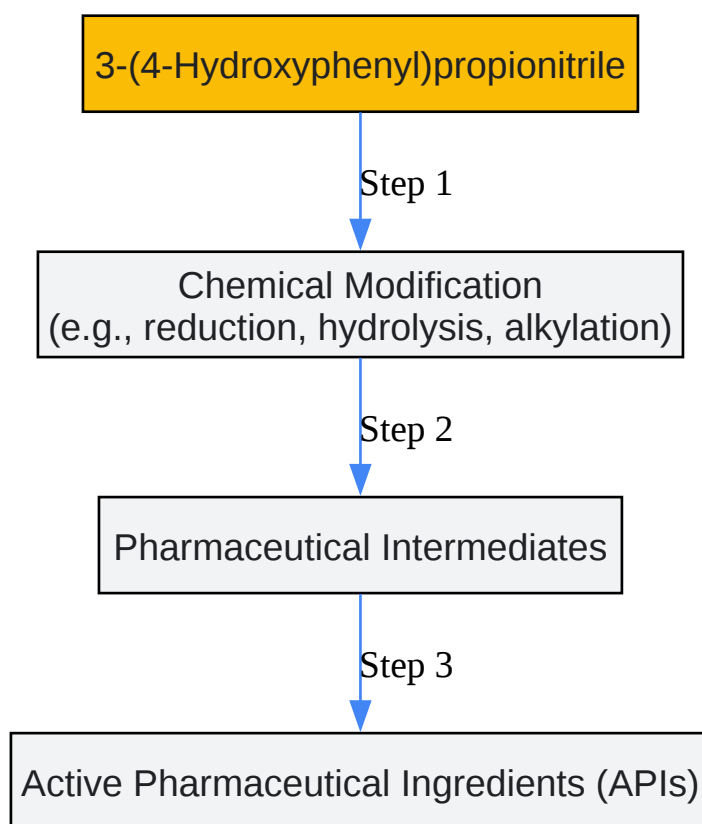 3-(4-Hydroxyphenyl)propionitrile
Step 1
Chemical Modification
(e.g., reduction, hydrolysis, alkylation)
Step 2
Pharmaceutical Intermediates
Step 3
Active Pharmaceutical Ingredients (APIs)